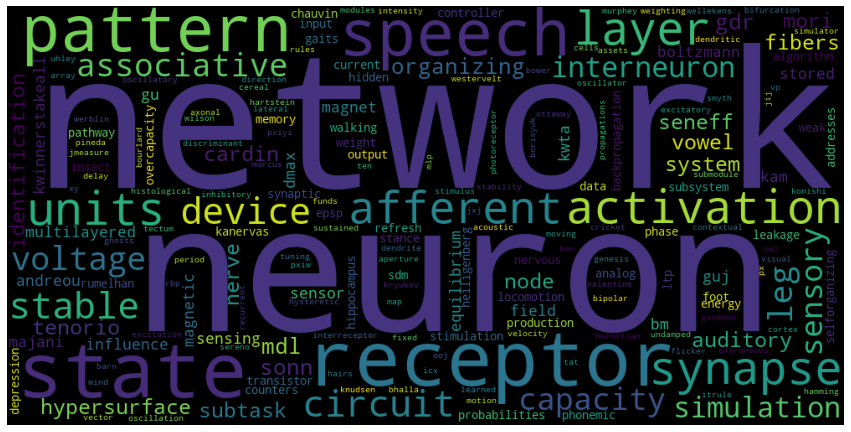 chauvin modules intensity controller murphey weighting wellekens bifurcation
pattern speech layer gdr mori dendritic
input rules gaits cells assets boltzmann simulator fibers
uhley associative current organizing interneuron algorithm
array oscillatory direction cereal hidden westervelt bower oscillator stored
network
werblin axonal hartstein lateral magnet ottaway excitatory smyth vp jij
gu wilson memory walking kwta seneff vowel weak addresses
pathway discriminant weight output photoreceptor borisyuk propagations backpropagation system
pineda bourlard overcapacity cardin marcus pxiyi dmax ten mlp data submodule kam
identification kwinnerstakeall insect jmeasure delay synaptic stimulus stability subsystem konishi
xy histological inhibitory epsp
units device afferent activation
multilayered tectum kanervas funds refresh jxj phase contextual leakage
ghosts sustained stance acoustic moving cricket
voltage nerve tuning dendrite nervous genesis visual selforganizing
neuron
period pxiw aperture equilibrium heiligenberg node analog ltp guj px leg sensory
andreou rumelhart rbp sensor hippocampus sdm locomotion valentino bipolar foot energy
stable magnetic hysteretic kryukov field goodman
tenorio recurrent map production bm hermitian undamped cortex
majani influence excitation sensing mdl fixed stimulation velocity auditory
sereno interreceptor ooj tat flicker extraneous
state sonn receptor synapse
depression barn transistor hairs knudsen bhalla icx learned
wind counters motion itrule hamming
hypersurface subtask circuit capacity simulation
vector oscillation probabilities phonemic